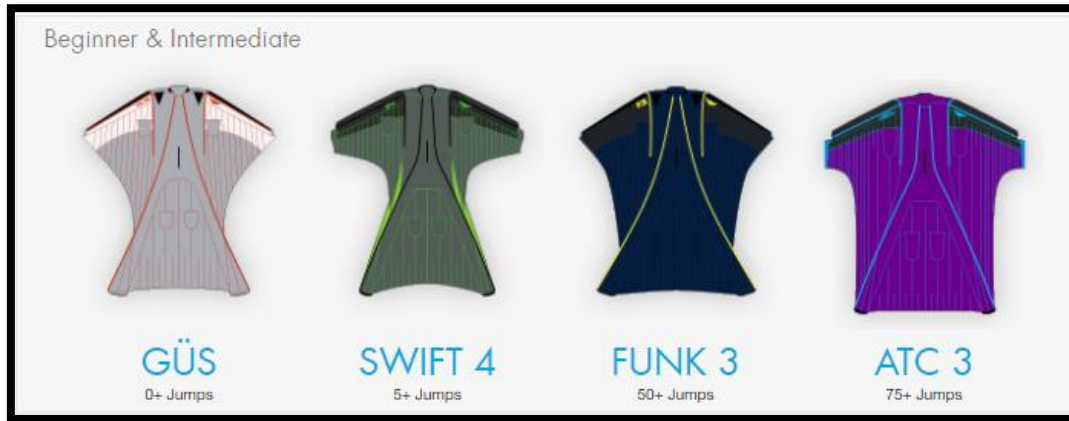 Beginner & Intermediate
GÜS
0+ Jumps
SWIFT 4
5+ Jumps
FUNK 3
50+ Jumps
ATC 3
75+ Jumps